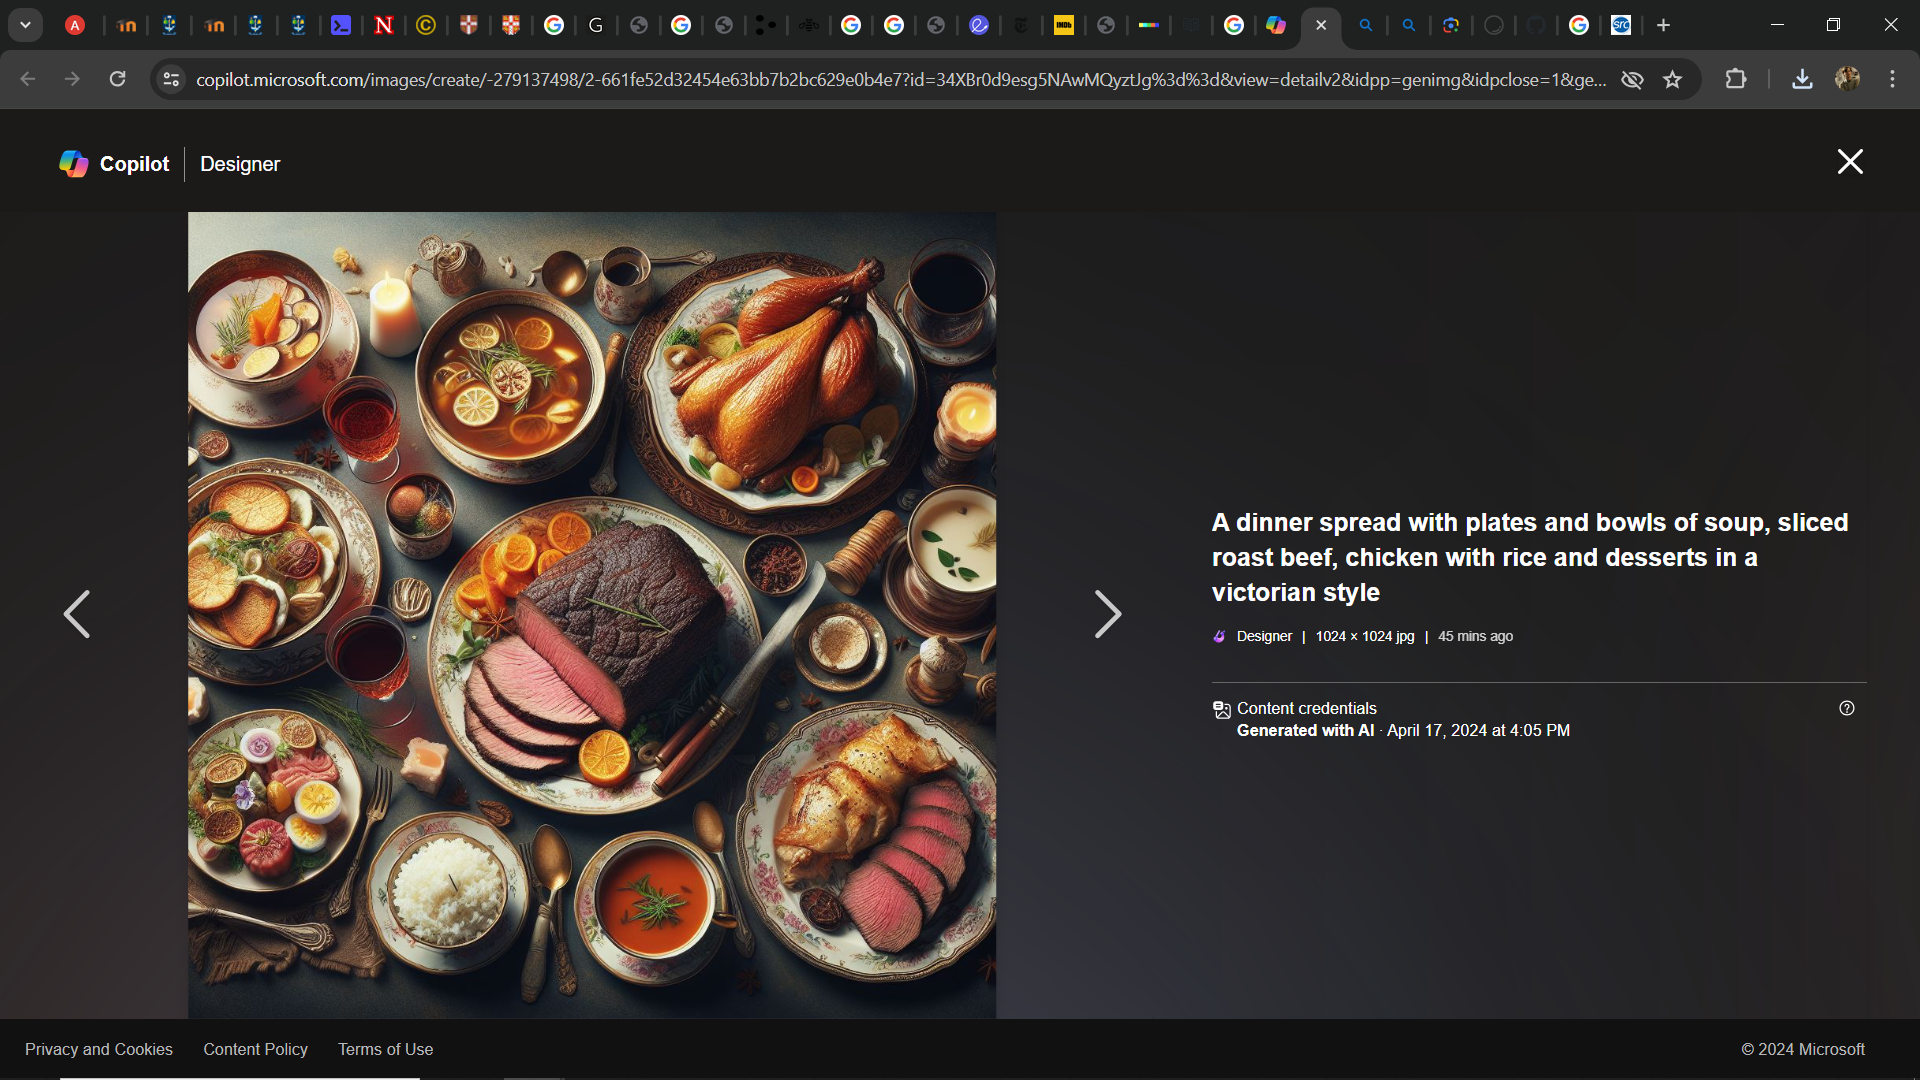 copilot.microsoft.com/images/create/-279137498/2-661fe52d32454e63bb7b2bc629e0b4e7?id=34XBr0d9esg5NAwMQyztJg%3d%3d&view=detailv2&idpp=genimg&idpclose=1&ge...
Copilot
Designer
A dinner spread with plates and bowls of soup, sliced
roast beef, chicken with rice and desserts in a
victorian style
Designer | 1024 × 1024 jpg | 45 mins ago
Content credentials
Generated with AI · April 17, 2024 at 4:05 PM
Privacy and Cookies
Content Policy
Terms of Use
© 2024 Microsoft